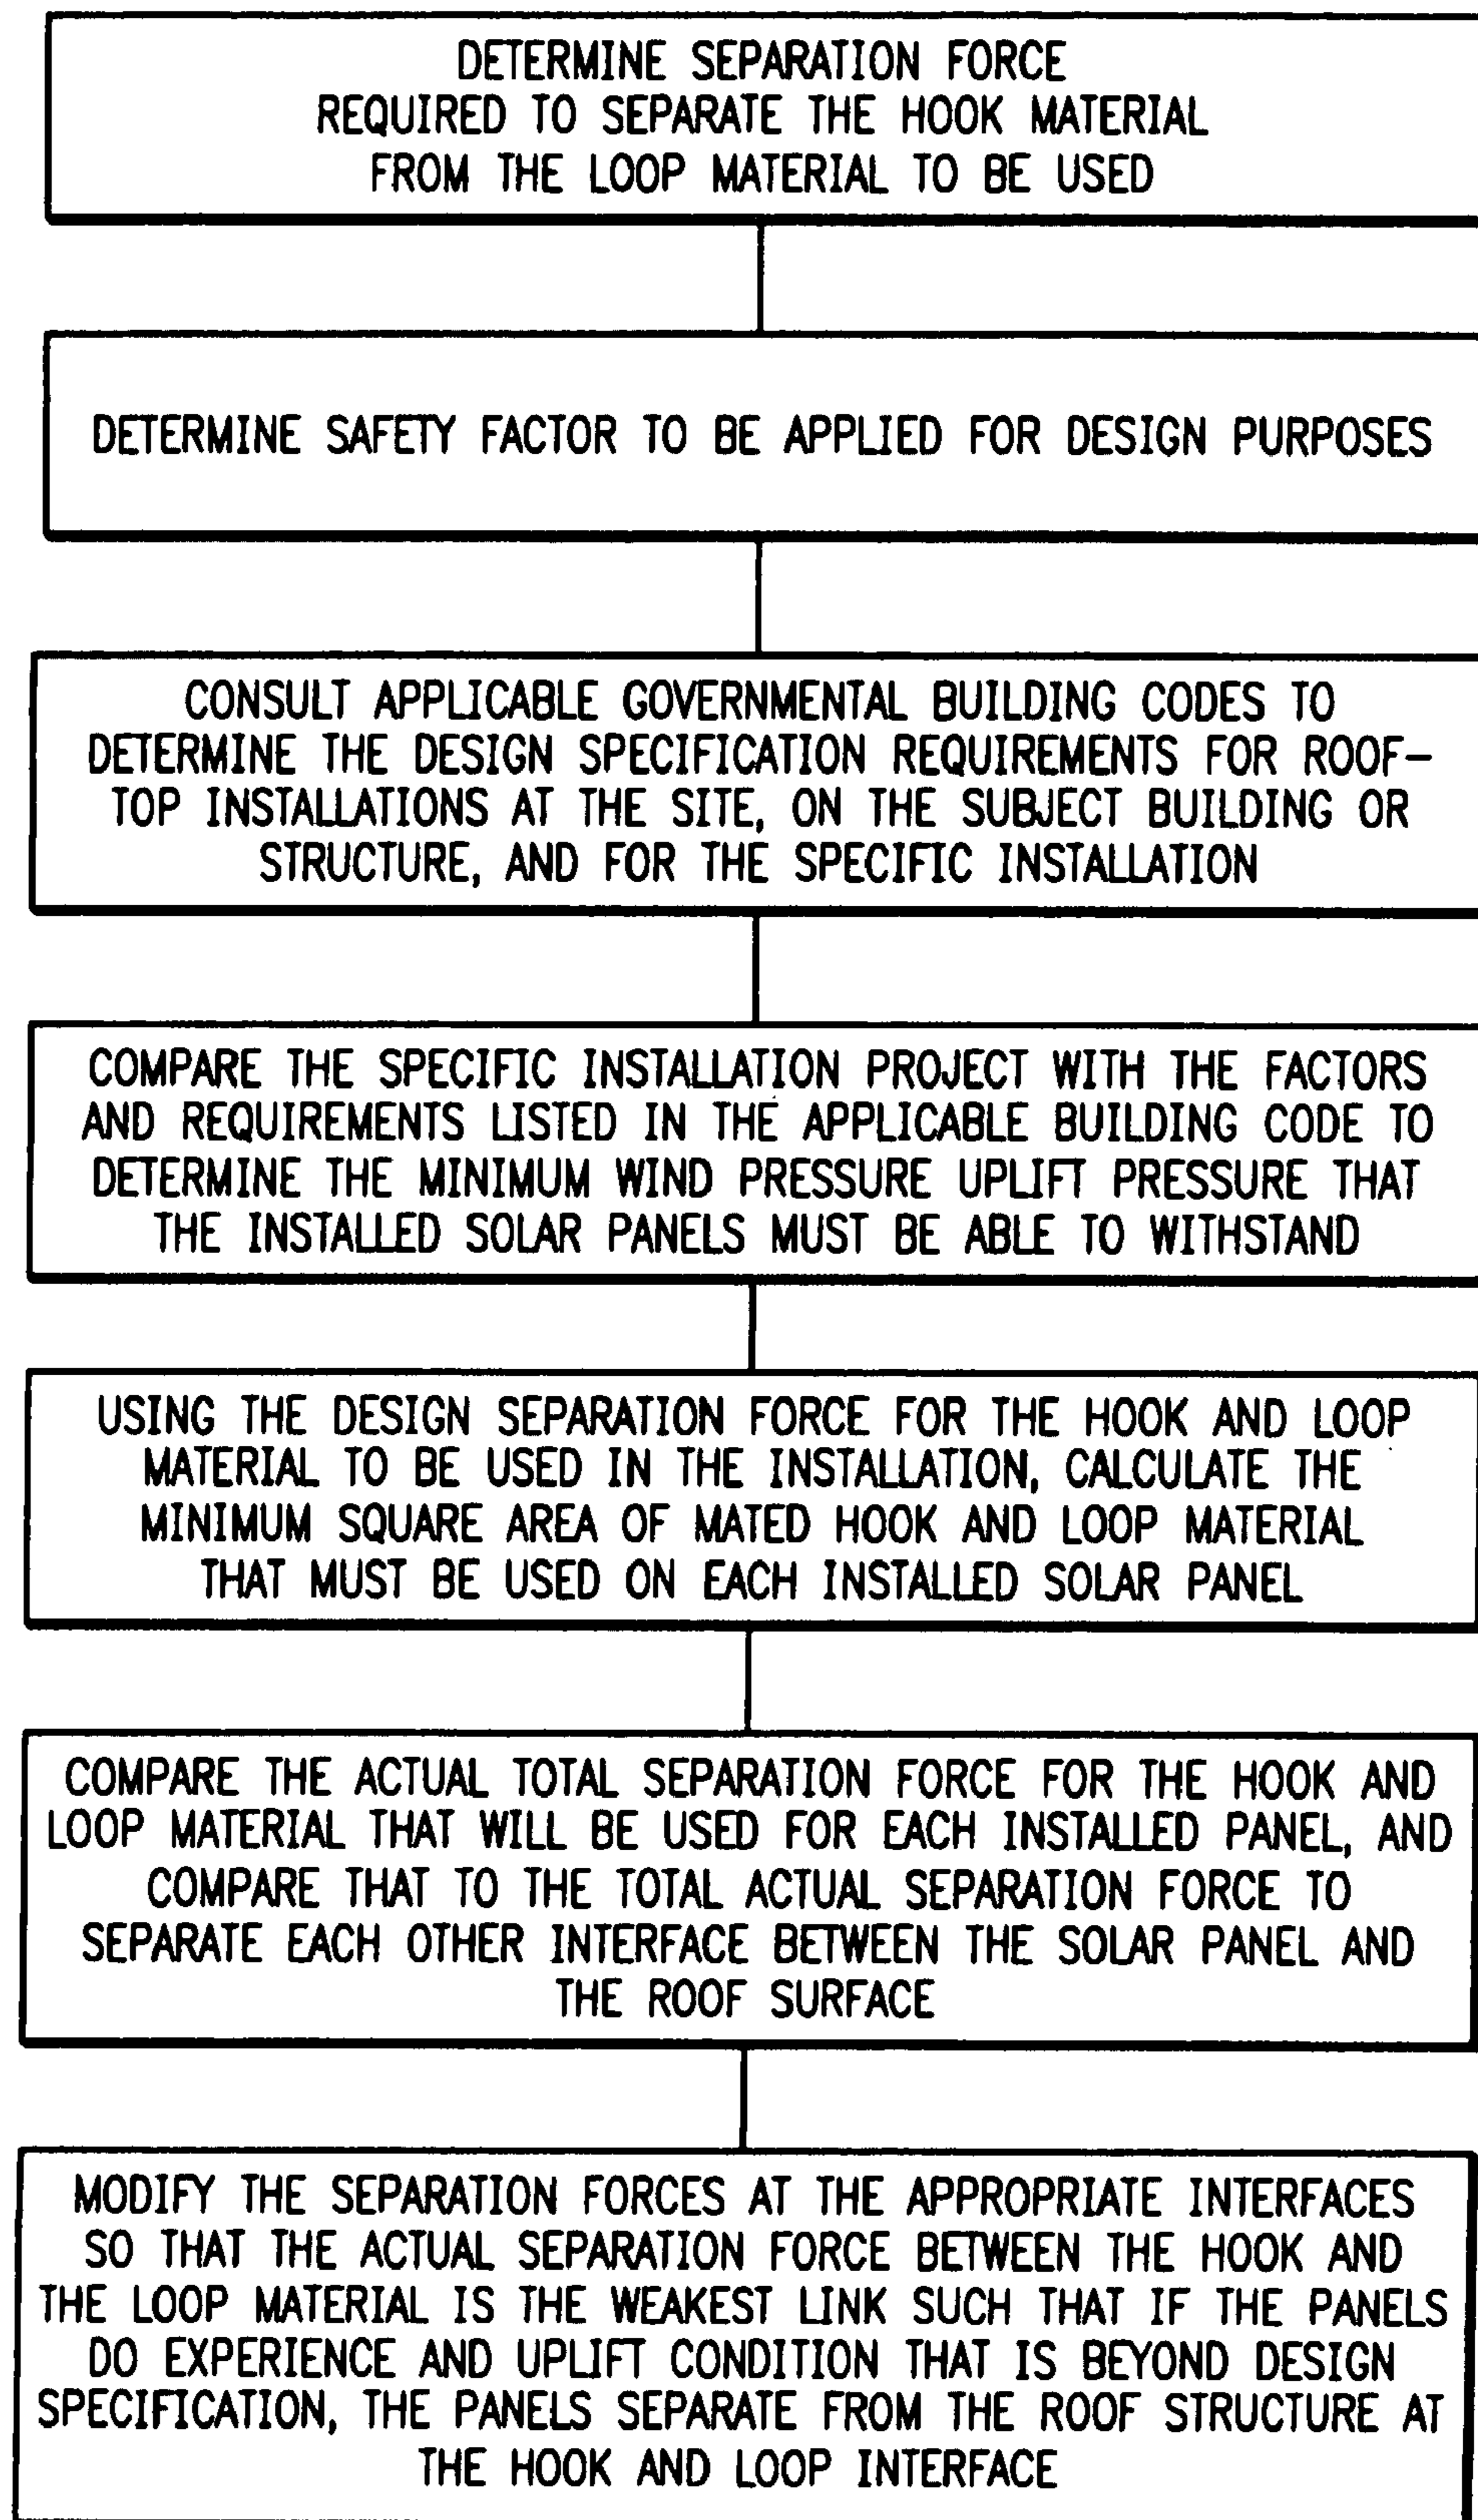 DETERMINE SEPARATION FORCE
REQUIRED TO SEPARATE THE HOOK MATERIAL
FROM THE LOOP MATERIAL TO BE USED
DETERMINE SAFETY FACTOR TO BE APPLIED FOR DESIGN PURPOSES
CONSULT APPLICABLE GOVERNMENTAL BUILDING CODES TO
DETERMINE THE DESIGN SPECIFICATION REQUIREMENTS FOR ROOF-
TOP INSTALLATIONS AT THE SITE, ON THE SUBJECT BUILDING OR
STRUCTURE, AND FOR THE SPECIFIC INSTALLATION
COMPARE THE SPECIFIC INSTALLATION PROJECT WITH THE FACTORS
AND REQUIREMENTS LISTED IN THE APPLICABLE BUILDING CODE TO
DETERMINE THE MINIMUM WIND PRESSURE UPLIFT PRESSURE THAT
THE INSTALLED SOLAR PANELS MUST BE ABLE TO WITHSTAND
USING THE DESIGN SEPARATION FORCE FOR THE HOOK AND LOOP
MATERIAL TO BE USED IN THE INSTALLATION, CALCULATE THE
MINIMUM SQUARE AREA OF MATED HOOK AND LOOP MATERIAL
THAT MUST BE USED ON EACH INSTALLED SOLAR PANEL
COMPARE THE ACTUAL TOTAL SEPARATION FORCE FOR THE HOOK AND
LOOP MATERIAL THAT WILL BE USED FOR EACH INSTALLED PANEL, AND
COMPARE THAT TO THE TOTAL ACTUAL SEPARATION FORCE TO
SEPARATE EACH OTHER INTERFACE BETWEEN THE SOLAR PANEL AND
THE ROOF SURFACE
MODIFY THE SEPARATION FORCES AT THE APPROPRIATE INTERFACES
SO THAT THE ACTUAL SEPARATION FORCE BETWEEN THE HOOK AND
THE LOOP MATERIAL IS THE WEAKEST LINK SUCH THAT IF THE PANELS
DO EXPERIENCE AND UPLIFT CONDITION THAT IS BEYOND DESIGN
SPECIFICATION, THE PANELS SEPARATE FROM THE ROOF STRUCTURE AT
THE HOOK AND LOOP INTERFACE